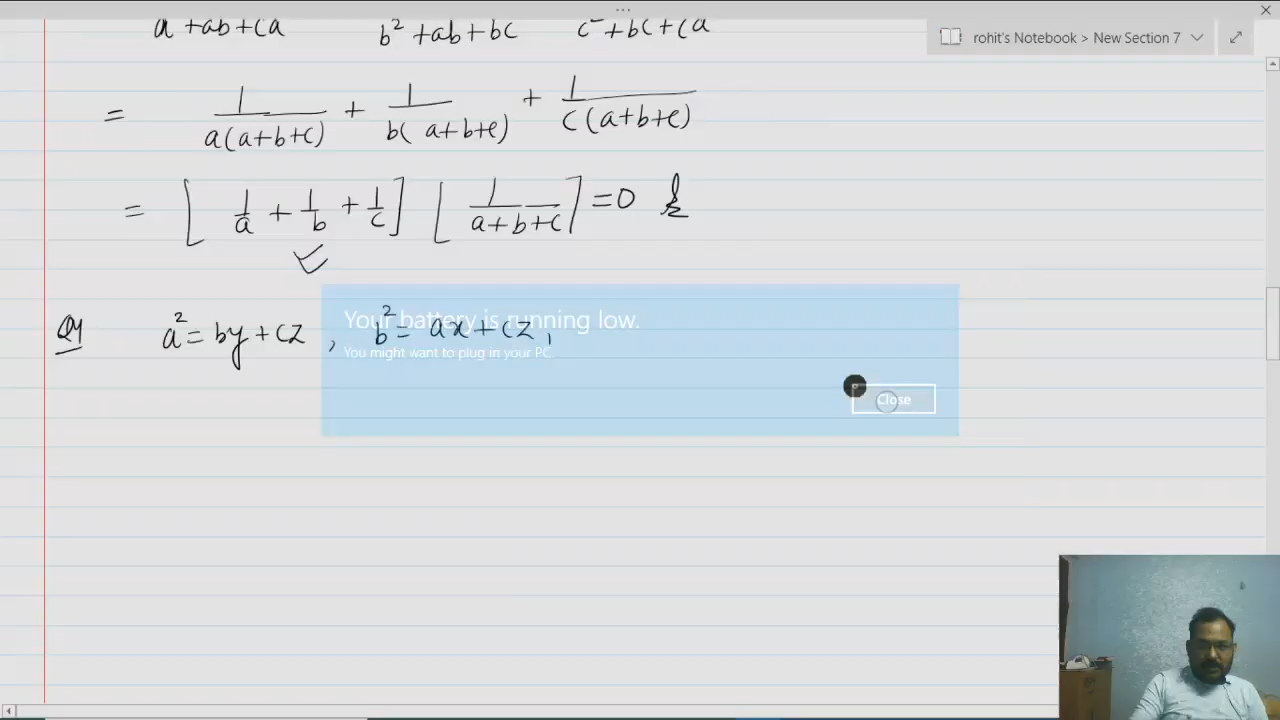 ...
rohit's Notebook > New Section 7
a + ab + ca b² + ab + bc c² + bc + ca
= 1/a(a+b+c) + 1/b(a+b+c) + 1/c(a+b+c)
= [1/a + 1/b + 1/c] [1/a+b+c] = 0
Q4 a² = by + cz , b² = ax + cz ,
Your battery is running low.
You might want to plug in your PC.
Close